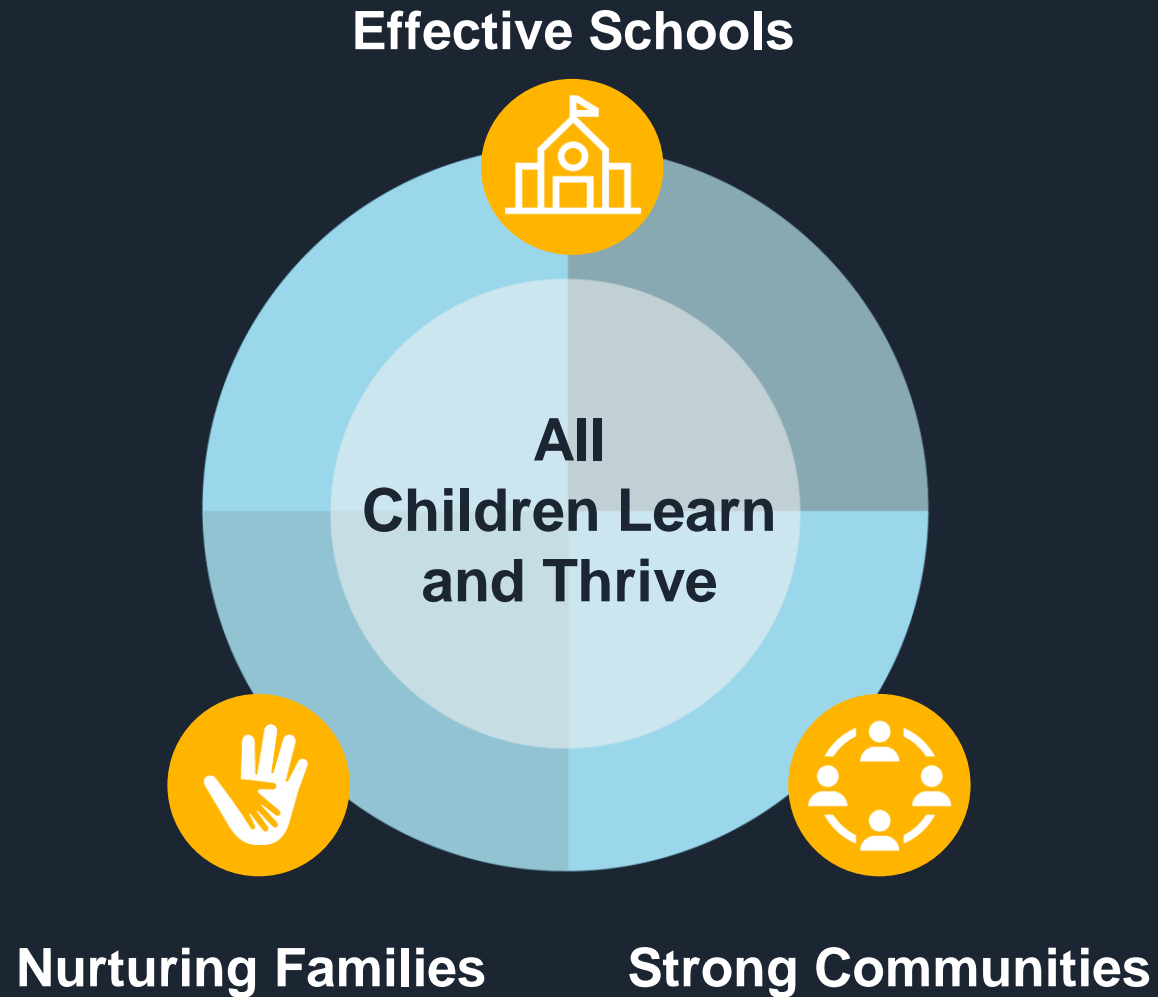 Effective Schools
All
Children Learn
and Thrive
Nurturing Families
Strong Communities